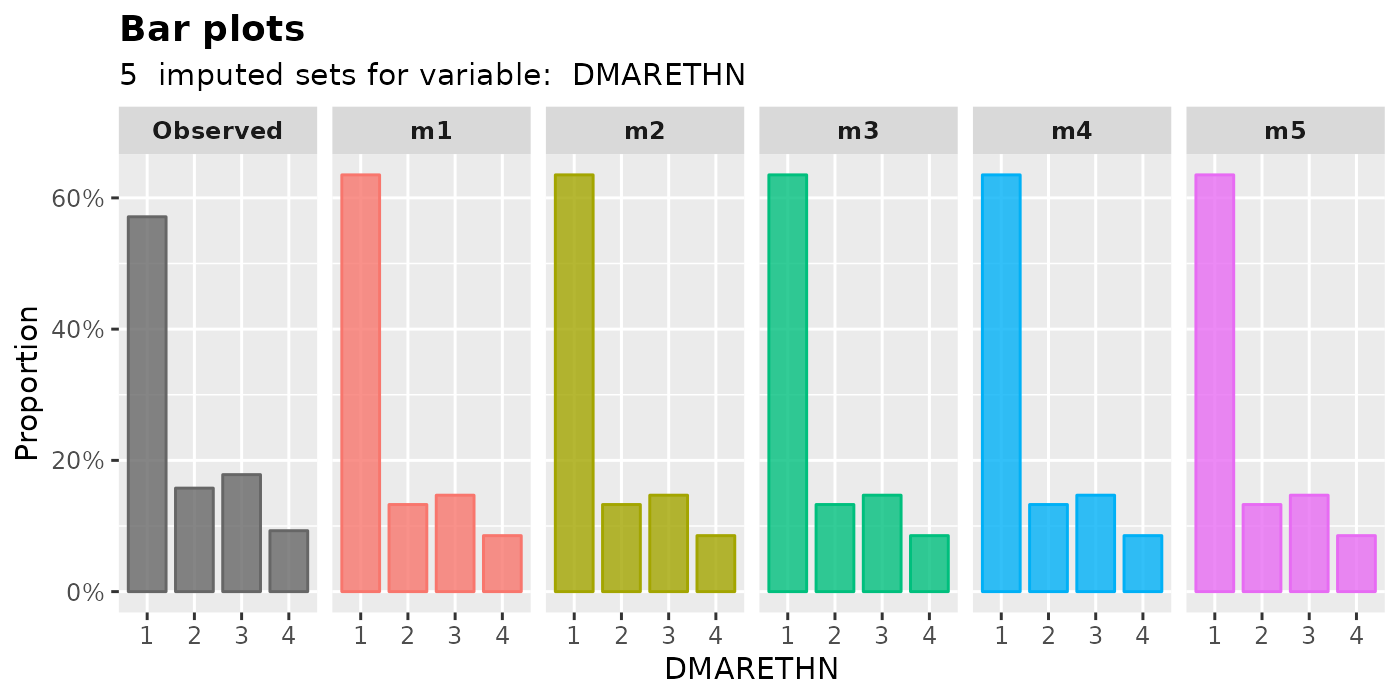 Bar plots
5 imputed sets for variable: DMARETHN
Observed m1 m2 m3 m4 m5
60%
40%
20%
0%
Proportion
1 2 3 4 1 2 3 4 1 2 3 4 1 2 3 4 1 2 3 4 1 2 3 4
DMARETHN